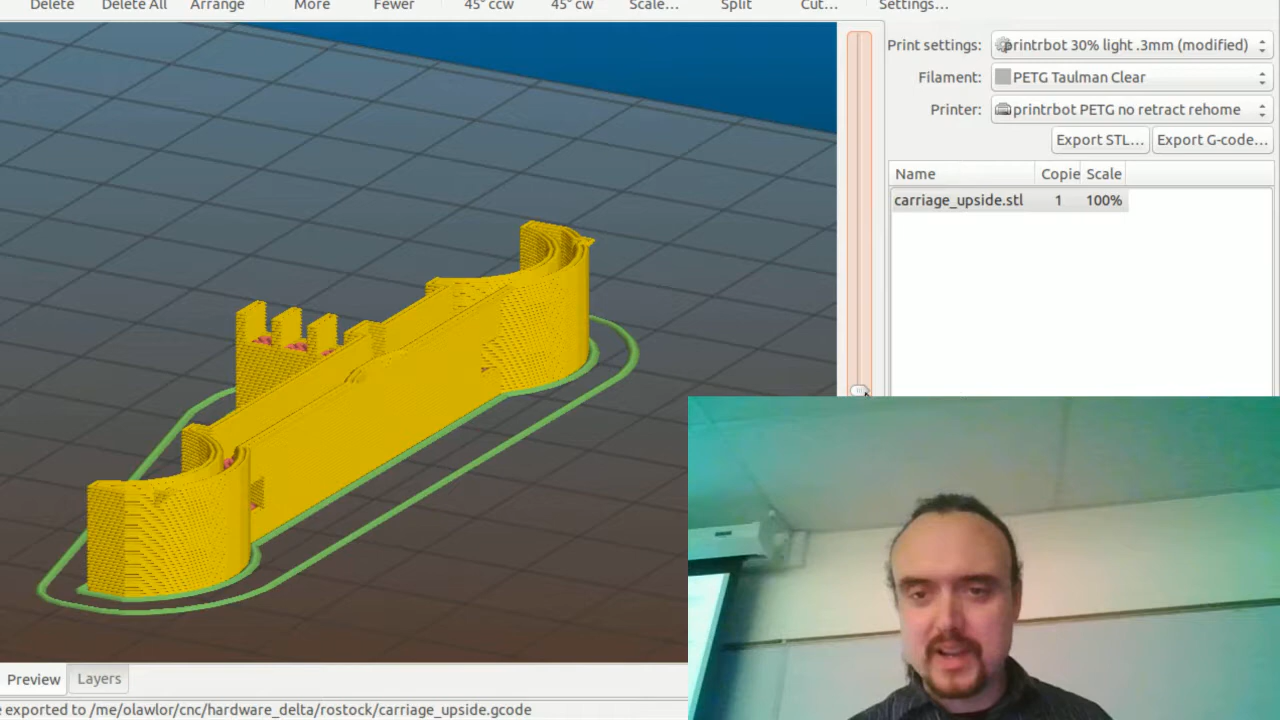 Delete Delete All Arrange More Fewer 45° ccw 45° cw Scale... Split Cut... Settings...
Print settings: printrbot 30% light .3mm (modified)
Filament: PETG Taulman Clear
Printer: printrbot PETG no retract rehome
Export STL... Export G-code...
Name Copie Scale
carriage_upside.stl 1 100%
Preview Layers
exported to /me/olawlor/cnc/hardware_delta/rostock/carriage_upside.gcode